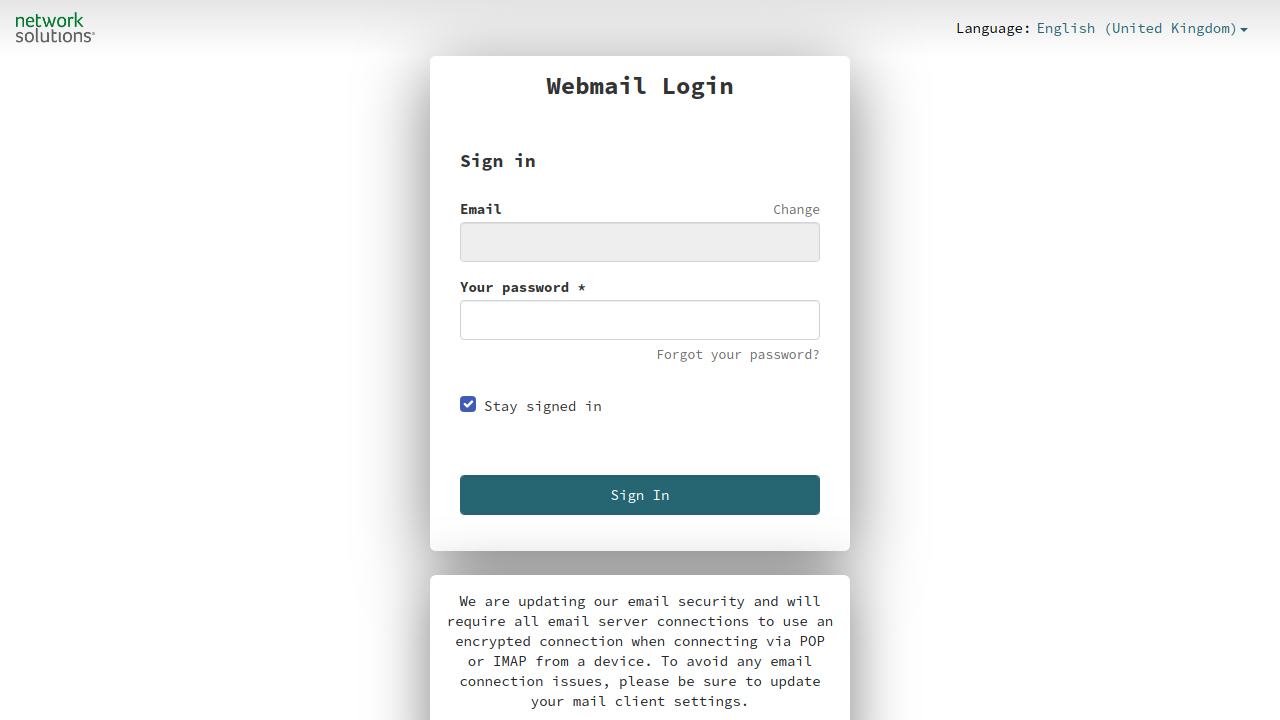 network
solutions®
Language: English (United Kingdom)
Webmail Login
Sign in
Email Change
Your password *
Forgot your password?
Stay signed in
Sign In
We are updating our email security and will
require all email server connections to use an
encrypted connection when connecting via POP
or IMAP from a device. To avoid any email
connection issues, please be sure to update
your mail client settings.